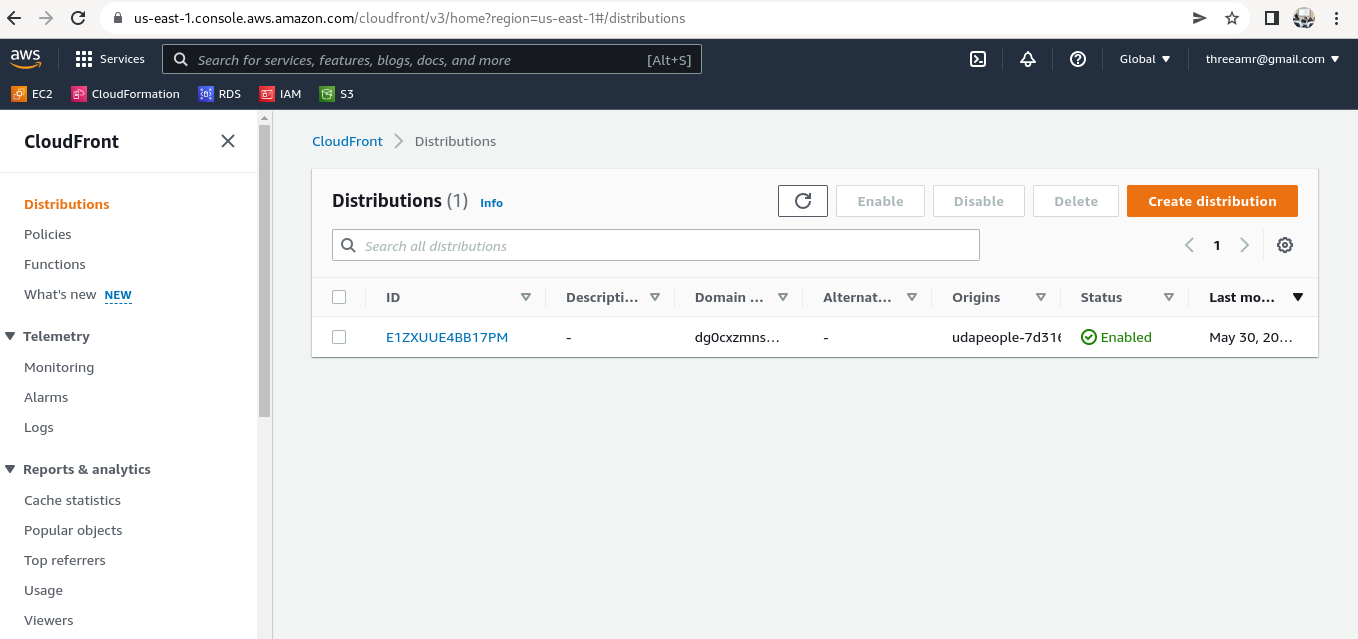 us-east-1.console.aws.amazon.com/cloudfront/v3/home?region=us-east-1#/distributions
aws Services Search for services, features, blogs, docs, and more [Alt+S] Global threeamr@gmail.com
EC2 CloudFormation RDS IAM S3
CloudFront
Distributions
Policies
Functions
What's new NEW
Telemetry
Monitoring
Alarms
Logs
Reports & analytics
Cache statistics
Popular objects
Top referrers
Usage
Viewers
CloudFront Distributions
Distributions (1) Info Enable Disable Delete Create distribution
Search all distributions 1
ID Descripti... Domain ... Alternat... Origins Status Last mo...
E1ZXUUE4BB17PM - dg0cxzmns... - udapeople-7d316 Enabled May 30, 20...